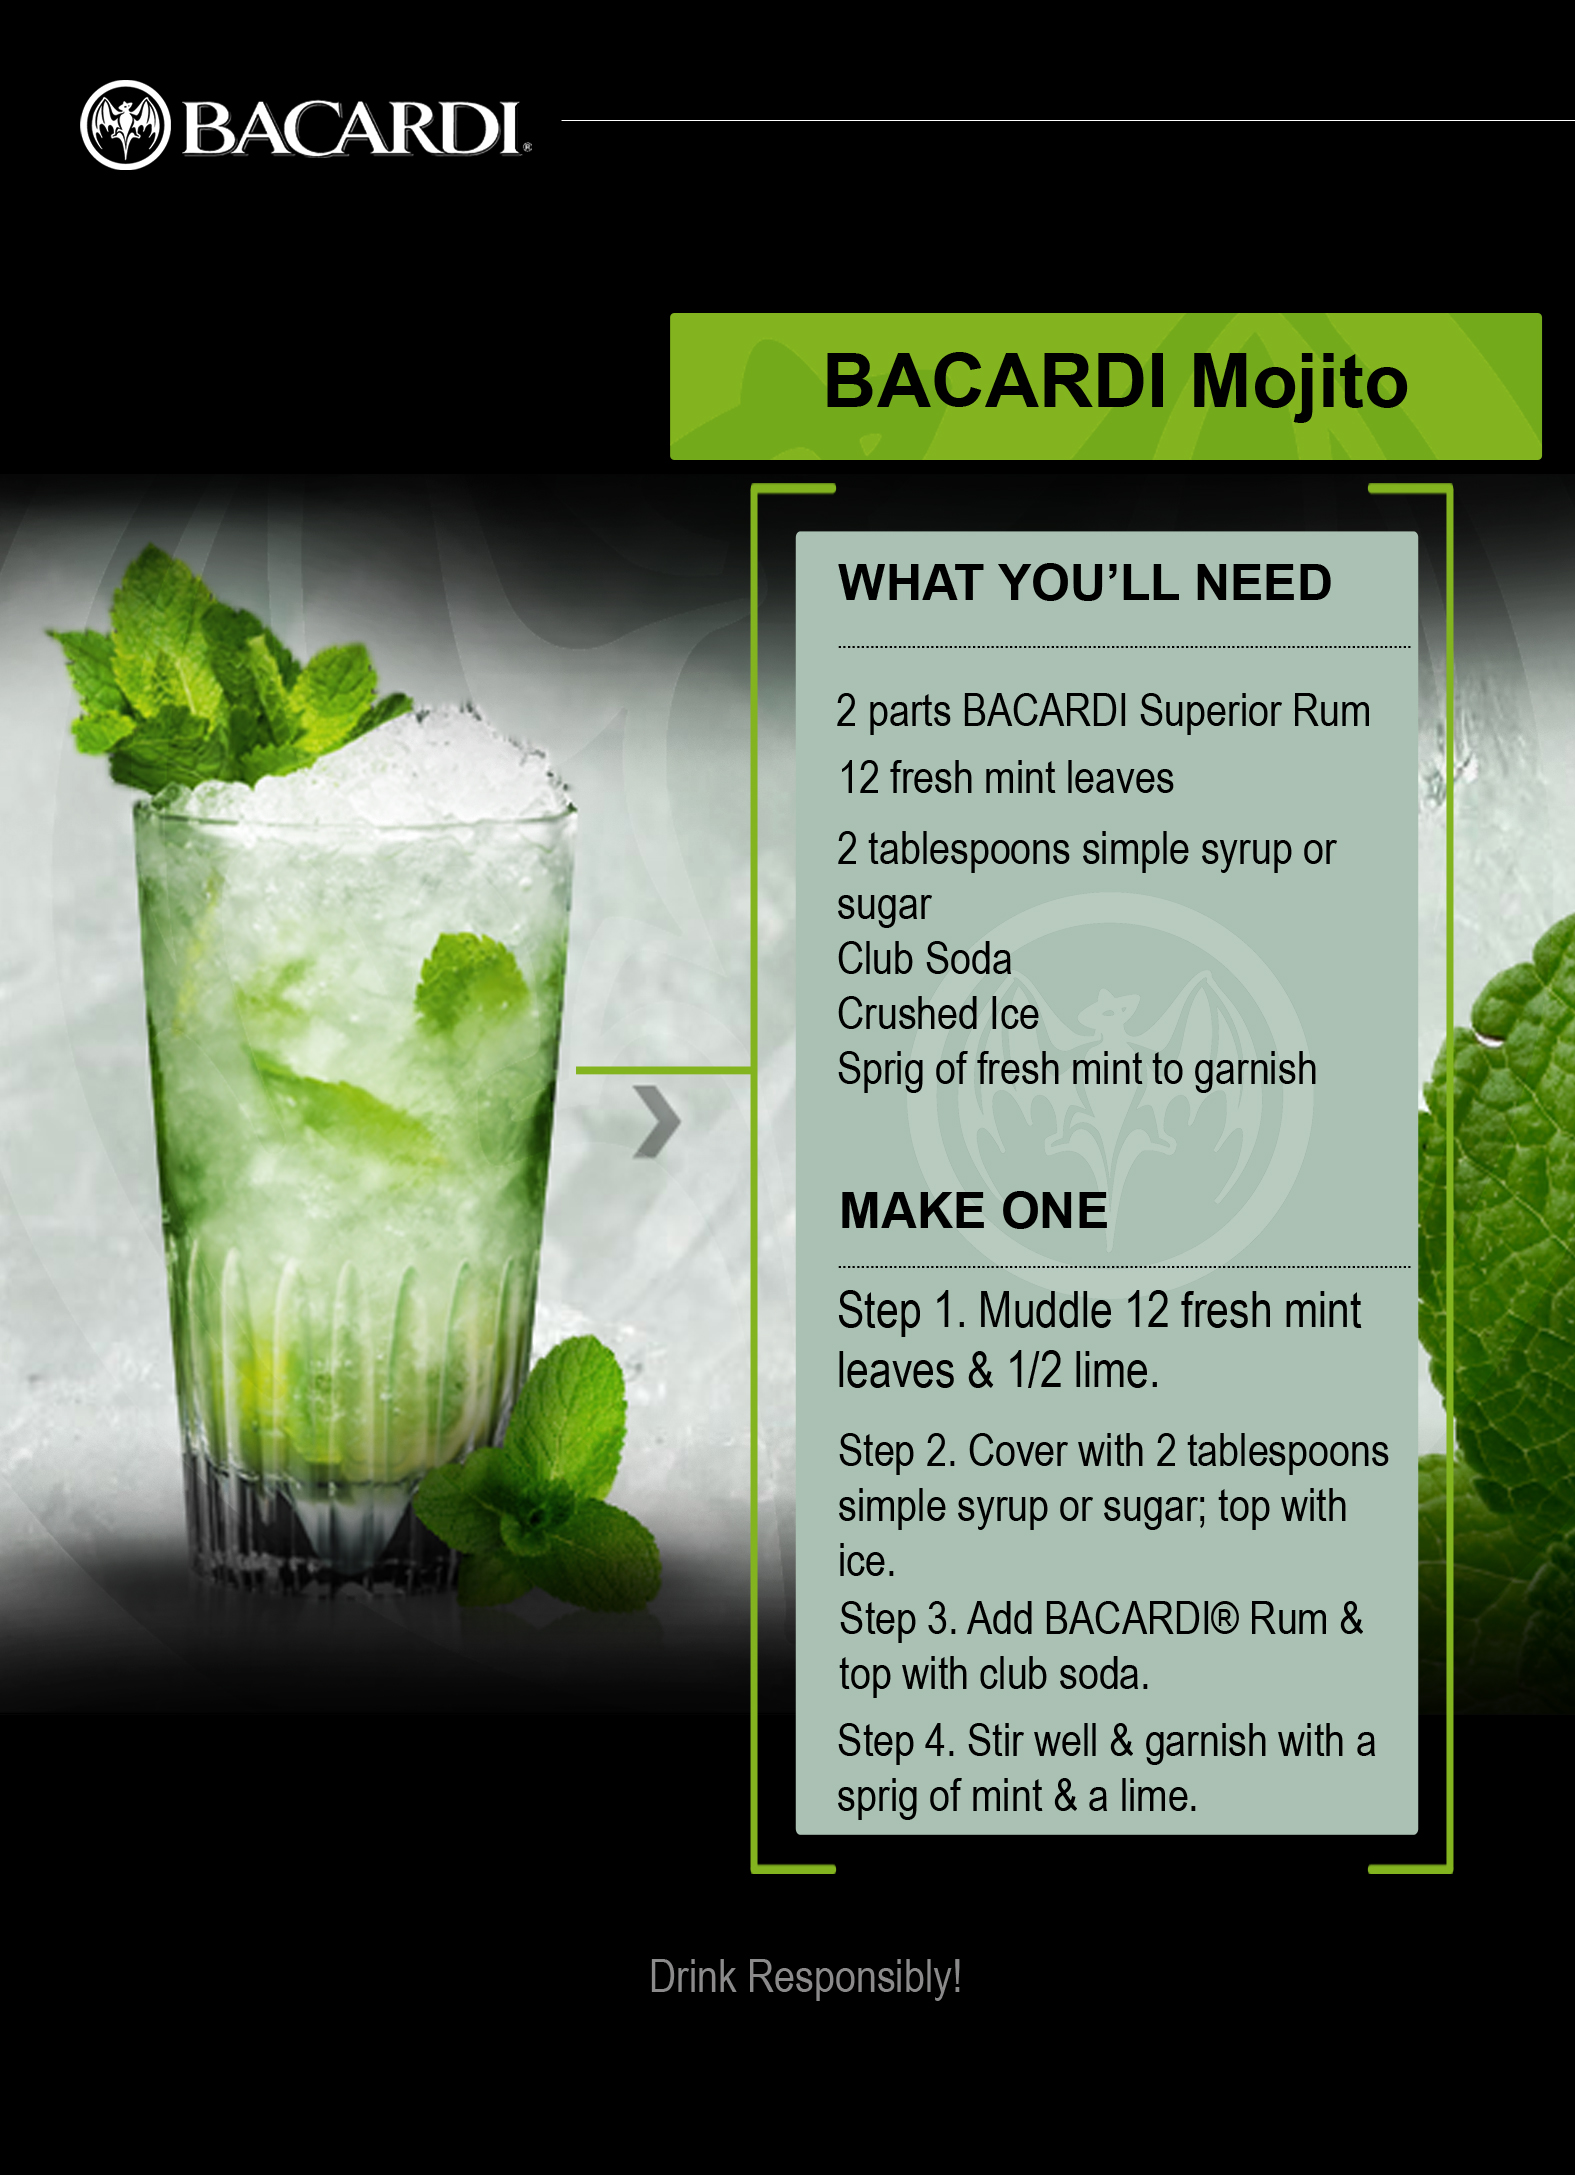 BACARDI®
BACARDI Mojito
WHAT YOU’LL NEED
2 parts BACARDI Superior Rum
12 fresh mint leaves
2 tablespoons simple syrup or
sugar
Club Soda
Crushed Ice
Sprig of fresh mint to garnish
MAKE ONE
Step 1. Muddle 12 fresh mint
leaves & 1/2 lime.
Step 2. Cover with 2 tablespoons
simple syrup or sugar; top with
ice.
Step 3. Add BACARDI® Rum &
top with club soda.
Step 4. Stir well & garnish with a
sprig of mint & a lime.
Drink Responsibly!